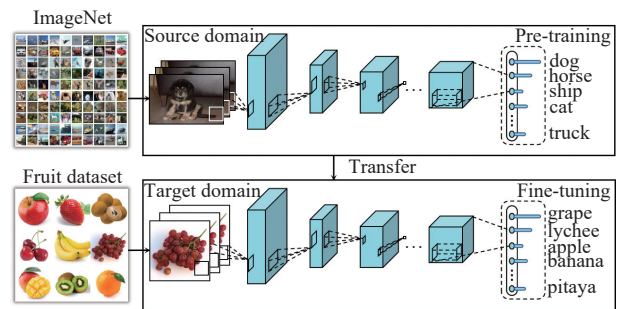 ImageNet
Source domain
Pre-training
dog
horse
ship
cat
truck
Transfer
Fruit dataset
Target domain
Fine-tuning
grape
lychee
apple
banana
pitaya